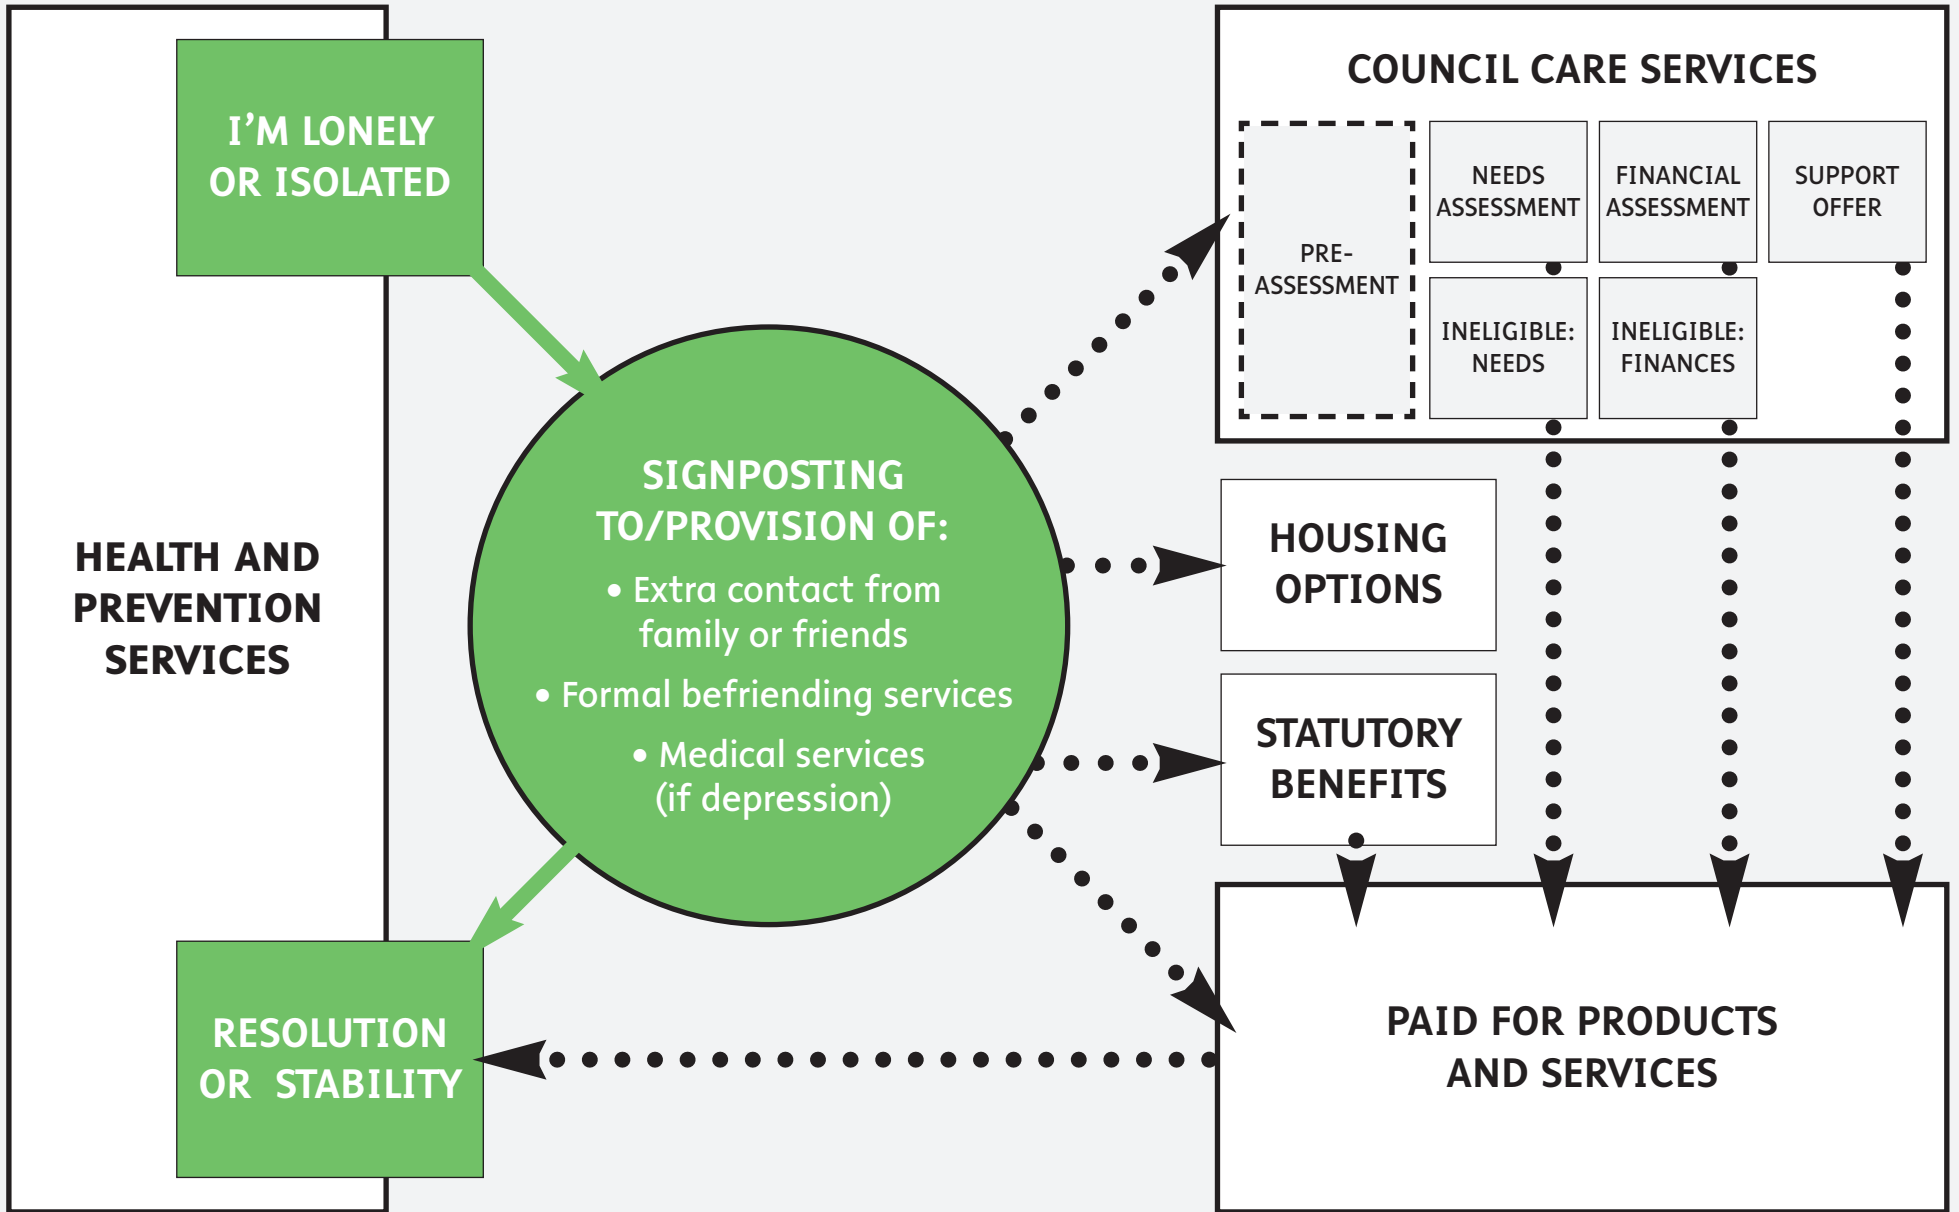 I’M LONELY
OR ISOLATED
HEALTH AND
PREVENTION
SERVICES
RESOLUTION
OR STABILITY
SIGNPOSTING
TO/PROVISION OF:
• Extra contact from
family or friends
• Formal befriending services
• Medical services
(if depression)
COUNCIL CARE SERVICES
PRE-
ASSESSMENT
NEEDS
ASSESSMENT
FINANCIAL
ASSESSMENT
SUPPORT
OFFER
INELIGIBLE:
NEEDS
INELIGIBLE:
FINANCES
HOUSING
OPTIONS
STATUTORY
BENEFITS
PAID FOR PRODUCTS
AND SERVICES